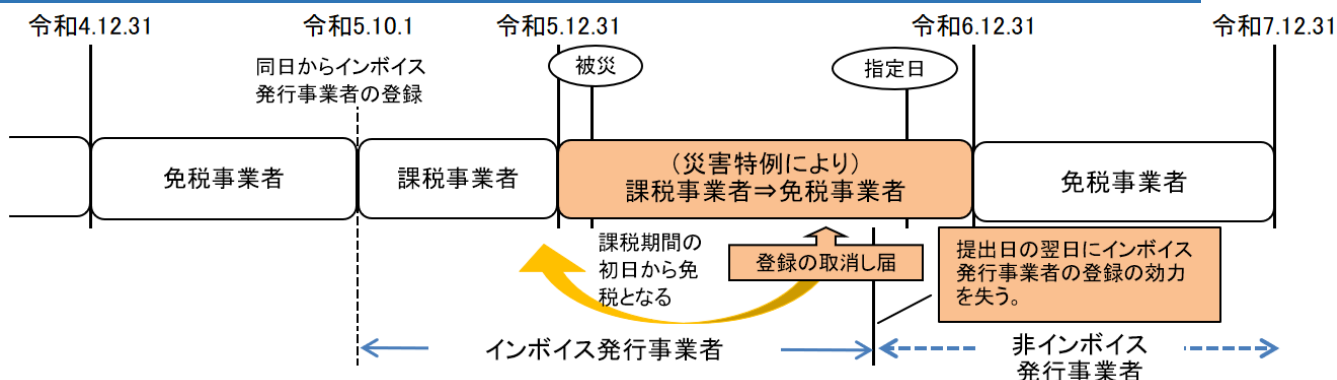 令和4.12.31
令和5.10.1
令和5.12.31
令和6.12.31
令和7.12.31
同日からインボイス
発行事業者の登録
被災
指定日
免税事業者
課税事業者
(災害特例により)
課税事業者⇒免税事業者
免税事業者
課税期間の
初日から免
税となる
登録の取消し届
提出日の翌日にインボイス
発行事業者の登録の効力
を失う。
インボイス発行事業者
非インボイス
発行事業者